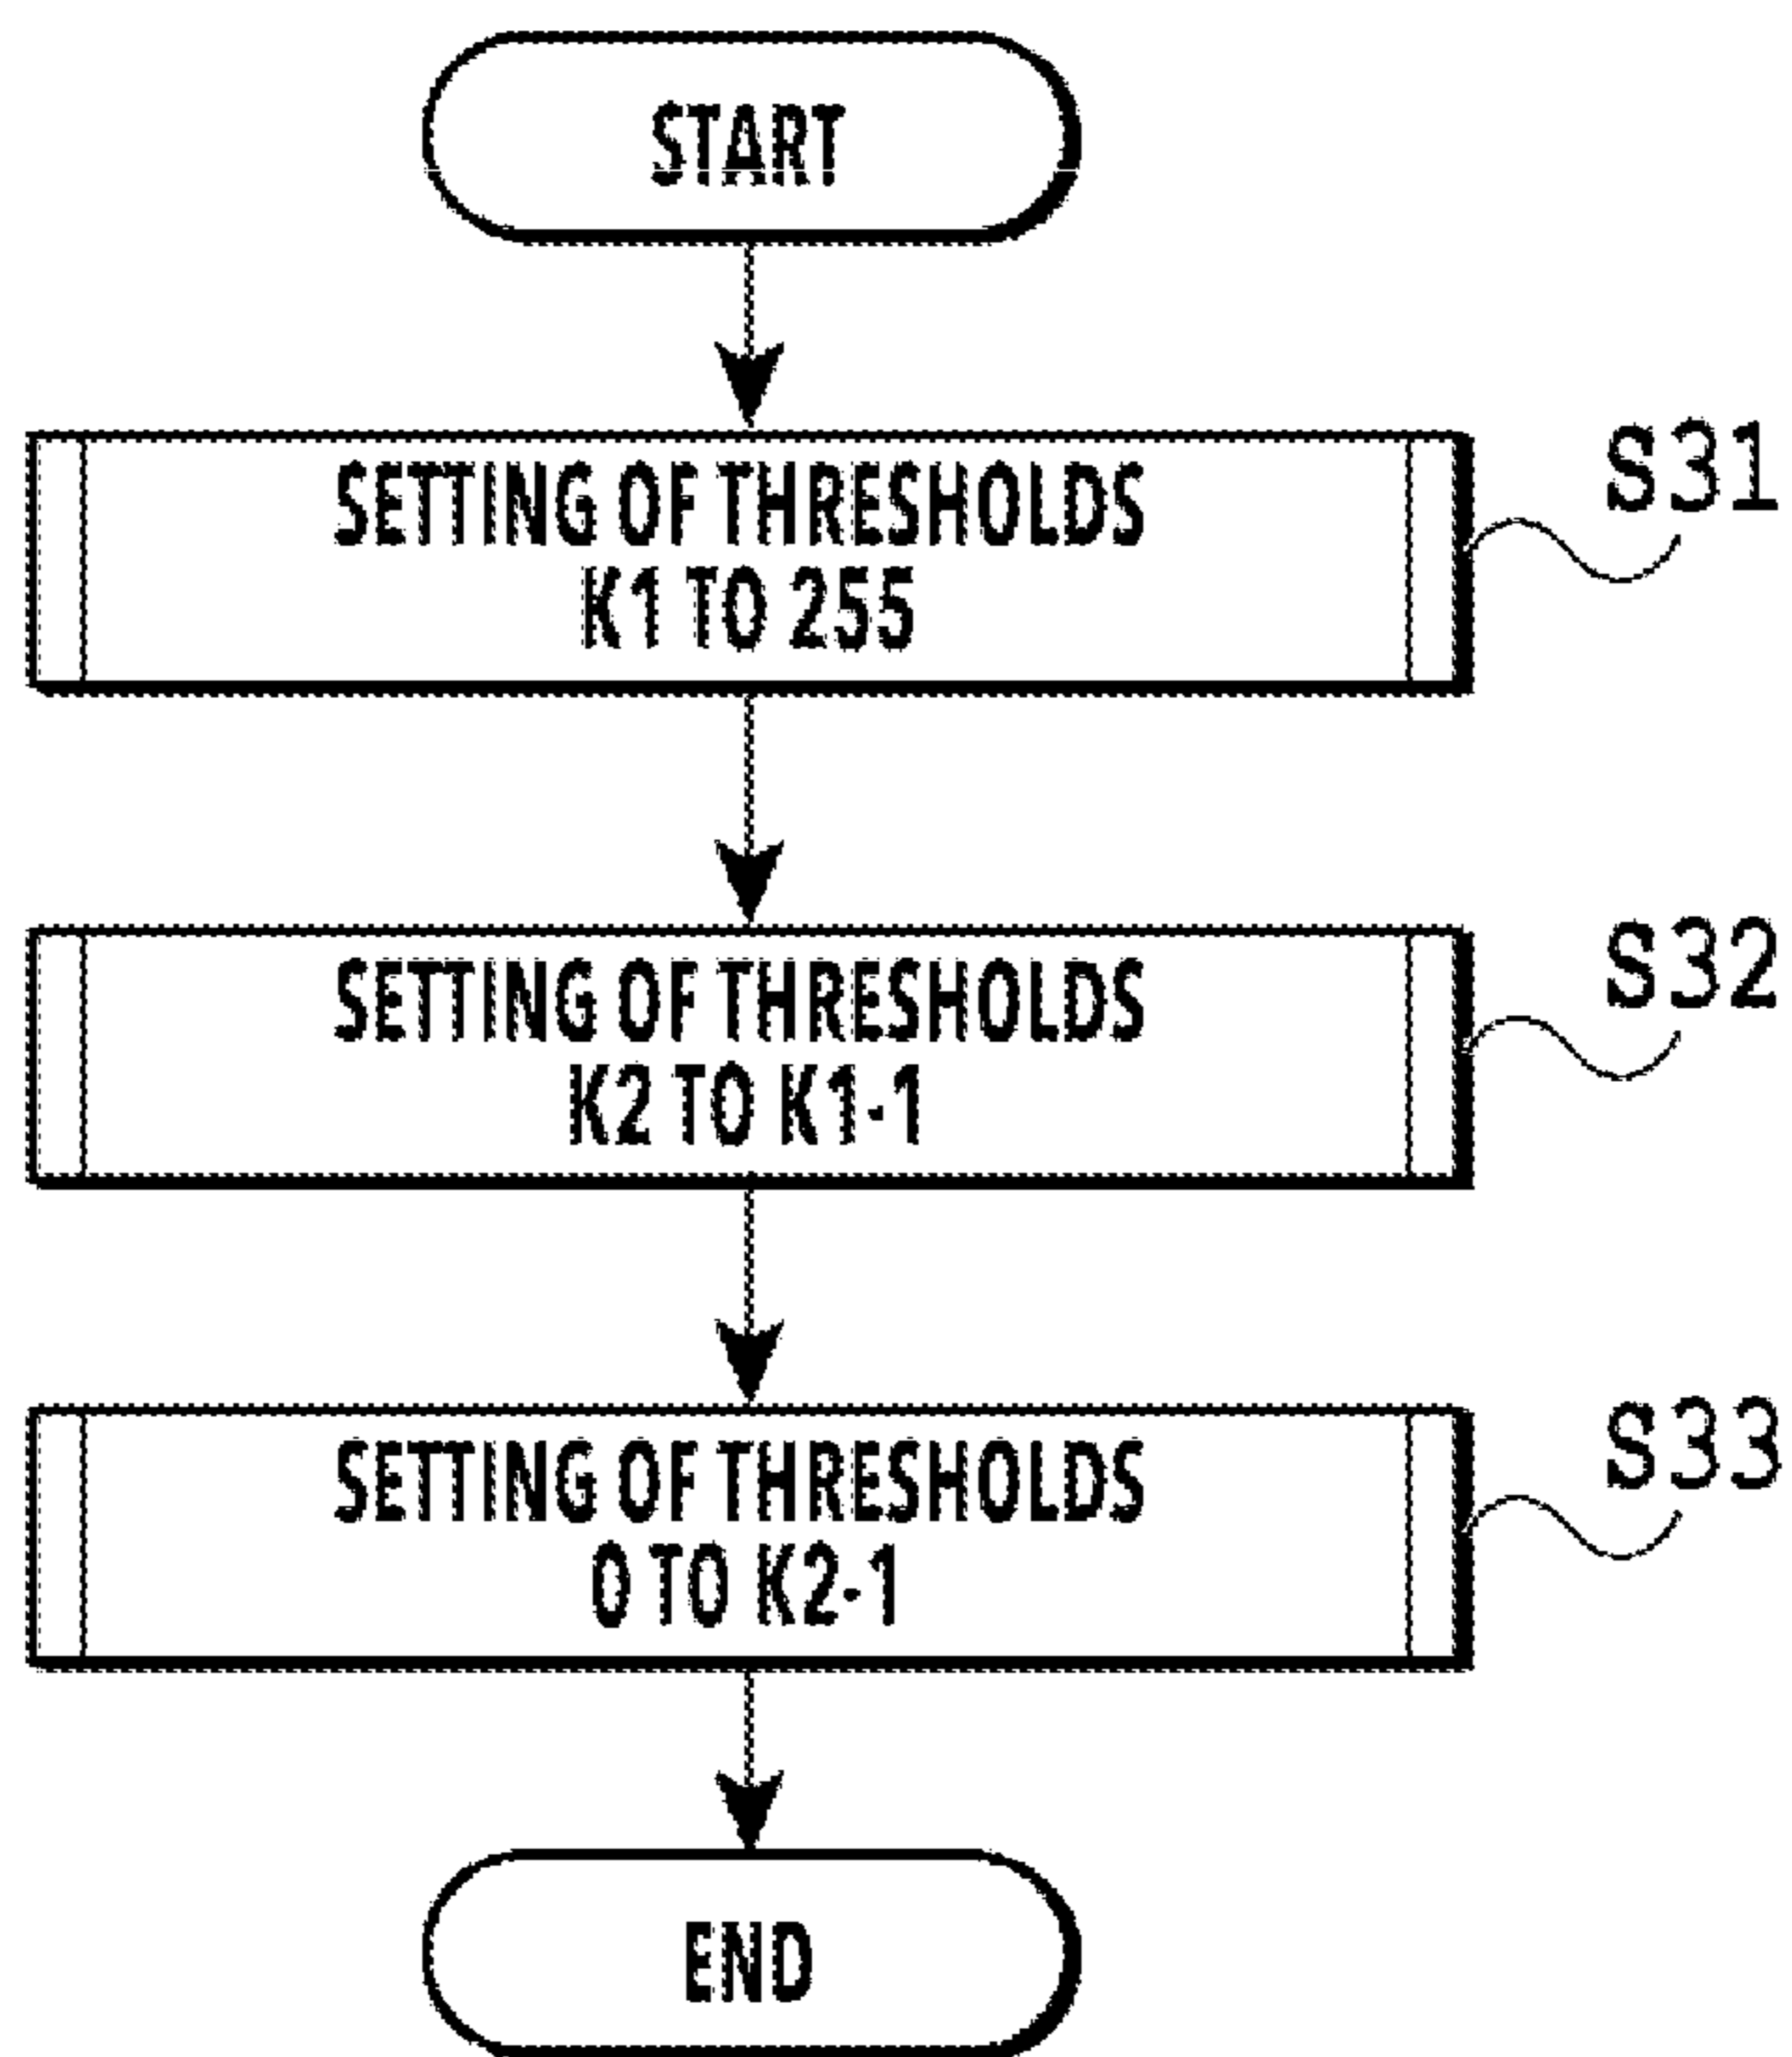 START
SETTING OF THRESHOLDS
K1 TO 255
S31
SETTING OF THRESHOLDS
K2 TO K1-1
S32
SETTING OF THRESHOLDS
0 TO K2-1
S33
END